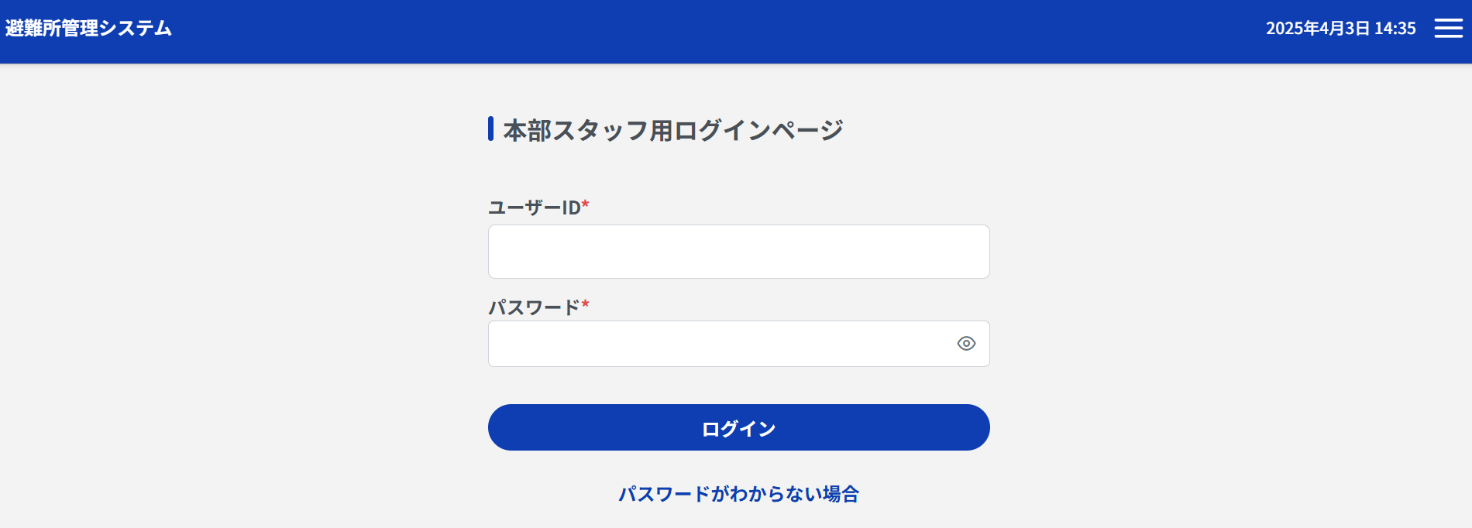 避難所管理システム
2025年4月3日 14:35
本部スタッフ用ログインページ
ユーザーID*
パスワード*
ログイン
パスワードがわからない場合